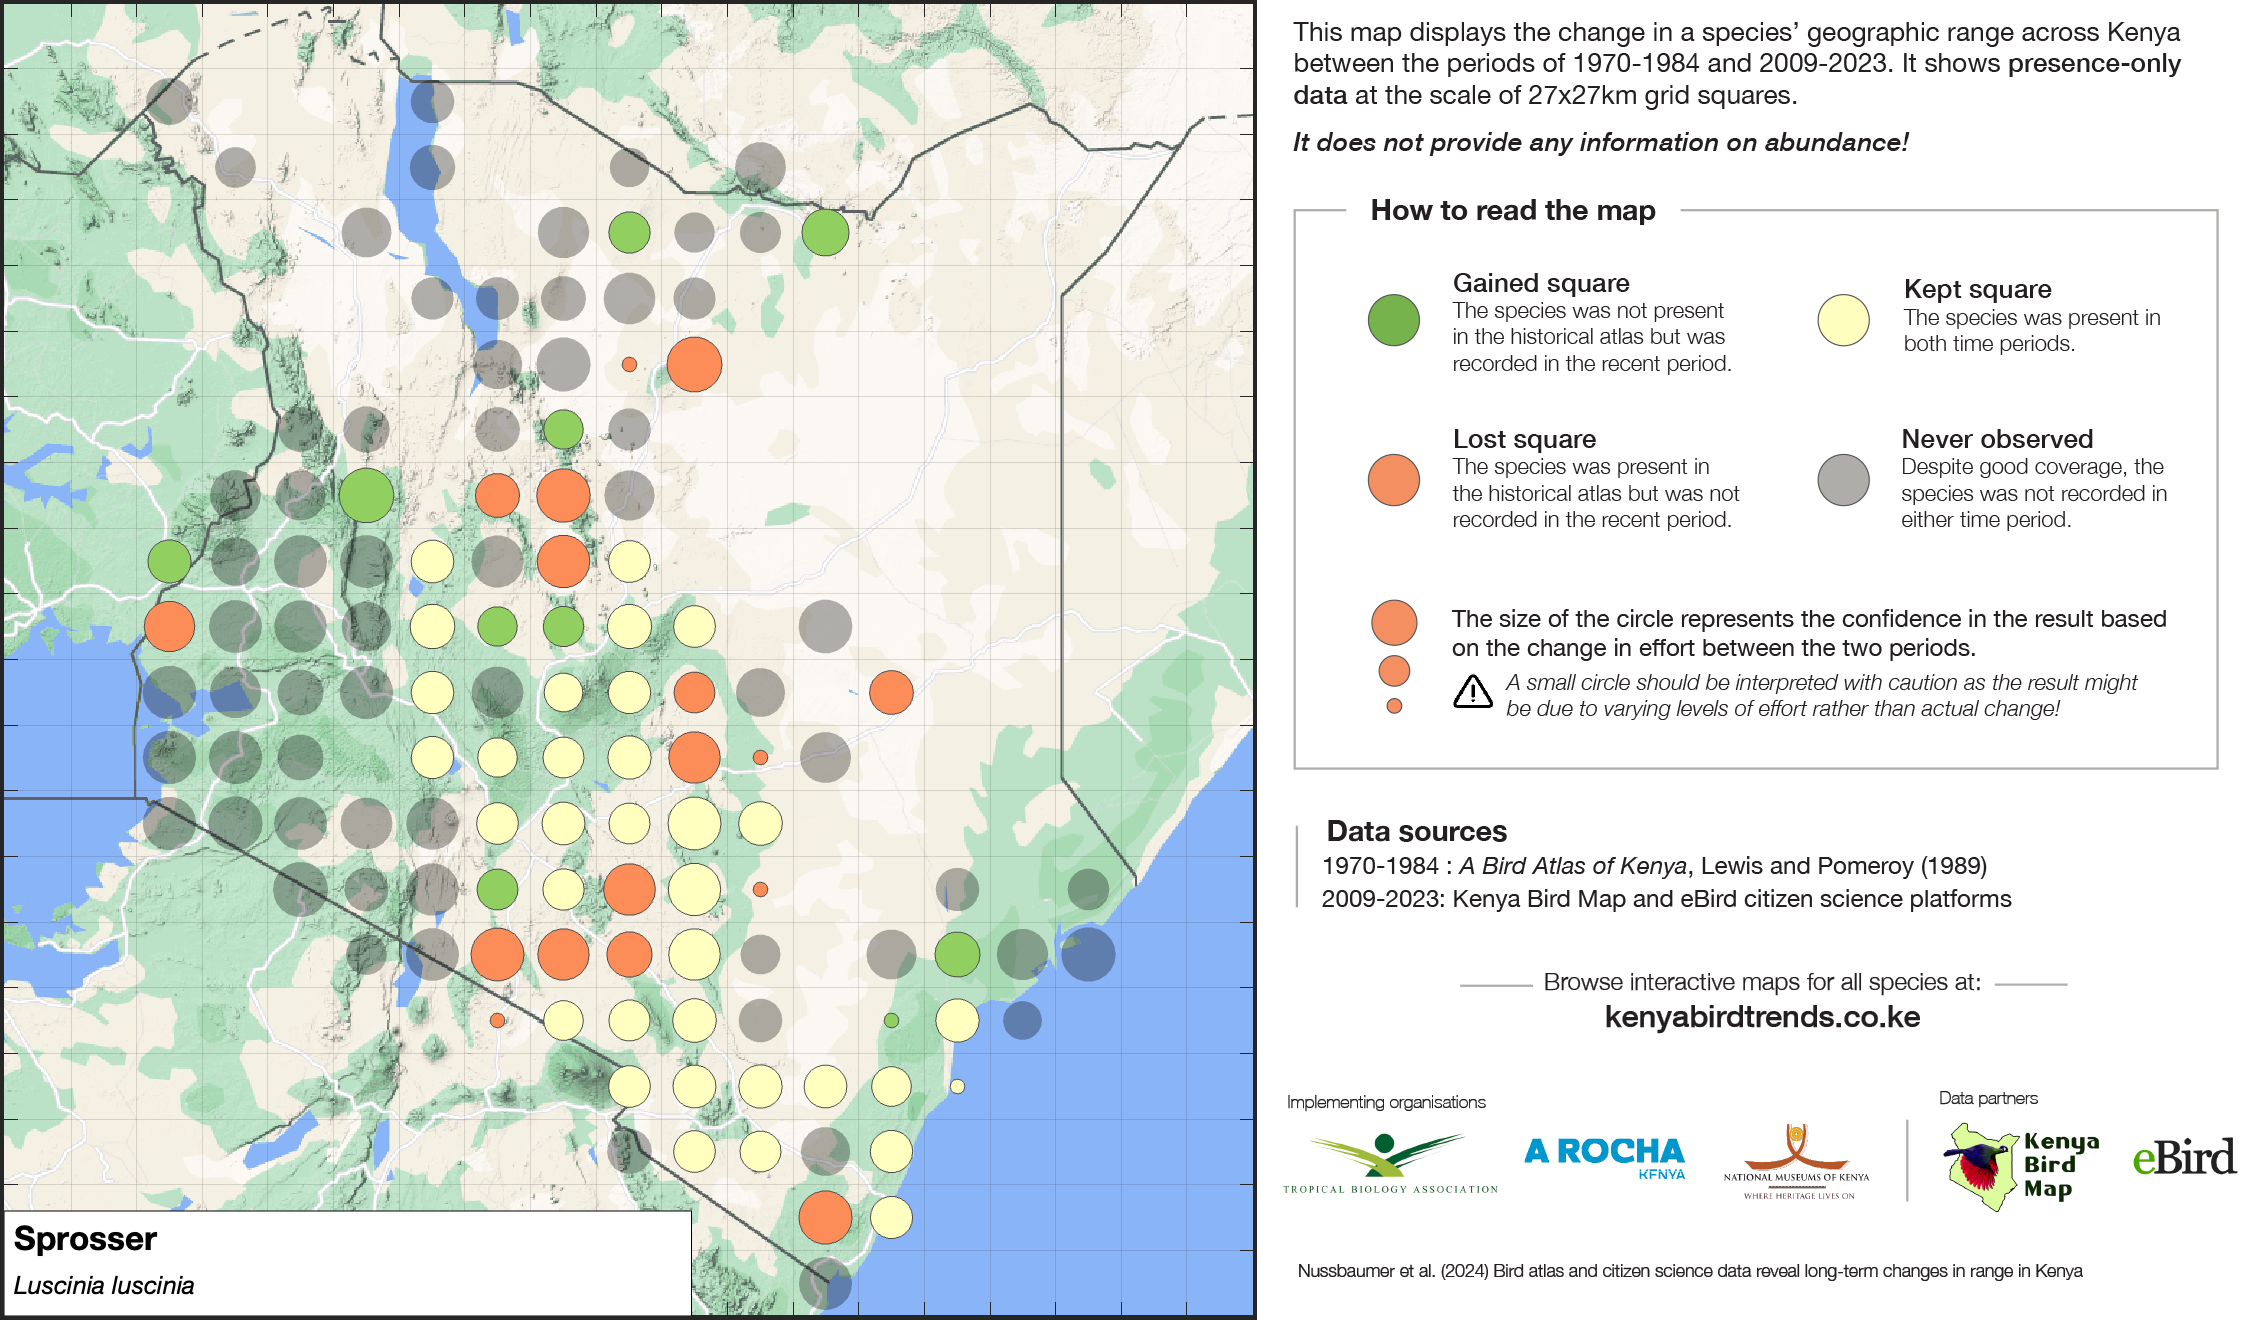 This map displays the change in a species’ geographic range across Kenya
between the periods of 1970-1984 and 2009-2023. It shows presence-only
data at the scale of 27x27km grid squares.
It does not provide any information on abundance!
How to read the map
Gained square
The species was not present
in the historical atlas but was
recorded in the recent period.
Kept square
The species was present in
both time periods.
Lost square
The species was present in
the historical atlas but was not
recorded in the recent period.
Never observed
Despite good coverage, the
species was not recorded in
either time period.
The size of the circle represents the confidence in the result based
on the change in effort between the two periods.
A small circle should be interpreted with caution as the result might
be due to varying levels of effort rather than actual change!
Data sources
1970-1984 : A Bird Atlas of Kenya, Lewis and Pomeroy (1989)
2009-2023: Kenya Bird Map and eBird citizen science platforms
Browse interactive maps for all species at:
kenyabirdtrends.co.ke
Implementing organisations
Data partners
TROPICAL BIOLOGY ASSOCIATION
A ROCHA
KENYA
NATIONAL MUSEUMS OF KENYA
WHERE HERITAGE LIVES ON
Kenya
Bird
Map
eBird
Nussbaumer et al. (2024) Bird atlas and citizen science data reveal long-term changes in range in Kenya
Sprosser
Luscinia luscinia